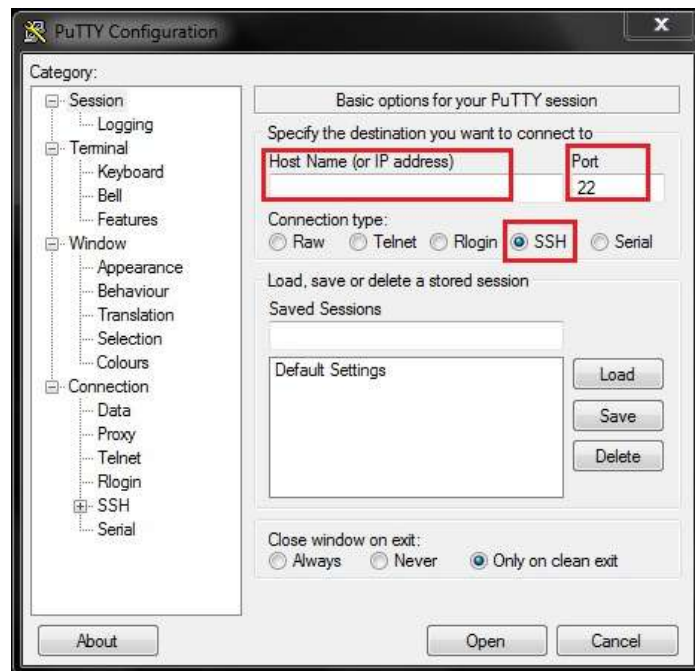 PuTTY Configuration
X
Category:
Session
Logging
Terminal
Keyboard
Bell
Features
Window
Appearance
Behaviour
Translation
Selection
Colours
Connection
Data
Proxy
Telnet
Rlogin
SSH
Serial
Basic options for your PuTTY session
Specify the destination you want to connect to
Host Name (or IP address) Port
22
Connection type:
Raw Telnet Rlogin SSH Serial
Load, save or delete a stored session
Saved Sessions
Default Settings
Load
Save
Delete
Close window on exit:
Always Never Only on clean exit
About Open Cancel